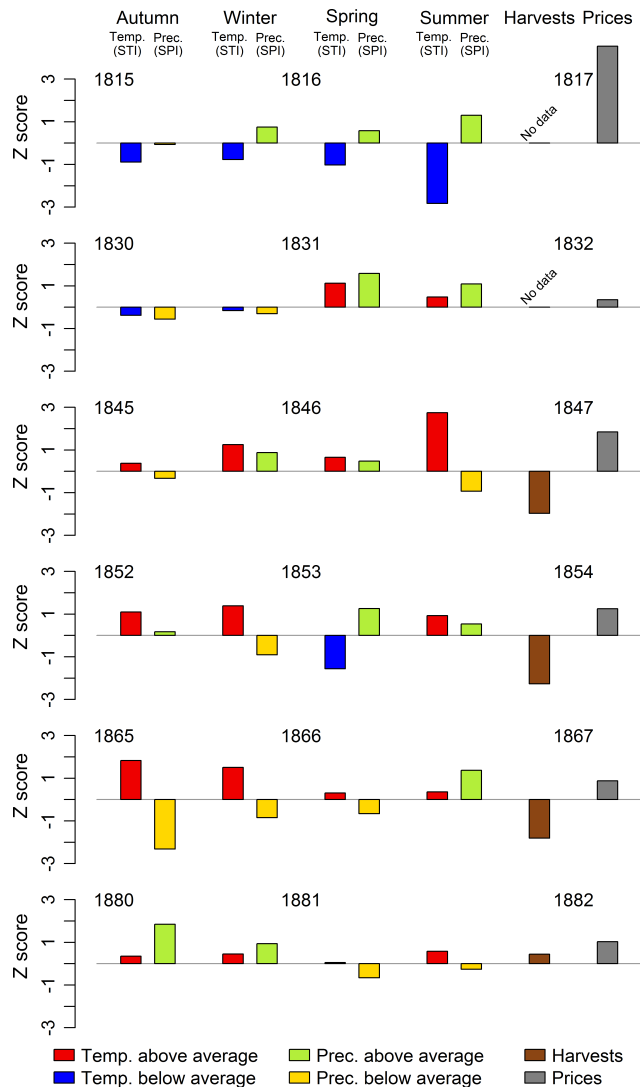 Autumn Winter Spring Summer Harvests Prices
Temp. (STI) Prec. (SPI) Temp. (STI) Prec. (SPI) Temp. (STI) Prec. (SPI) Temp. (STI) Prec. (SPI)
1815 1816 1817
Z score 3 1 -1 -3
No data
1830 1831 1832
Z score 3 1 -1 -3
No data
1845 1846 1847
Z score 3 1 -1 -3
1852 1853 1854
Z score 3 1 -1 -3
1865 1866 1867
Z score 3 1 -1 -3
1880 1881 1882
Z score 3 1 -1 -3
Temp. above average Prec. above average Harvests
Temp. below average Prec. below average Prices